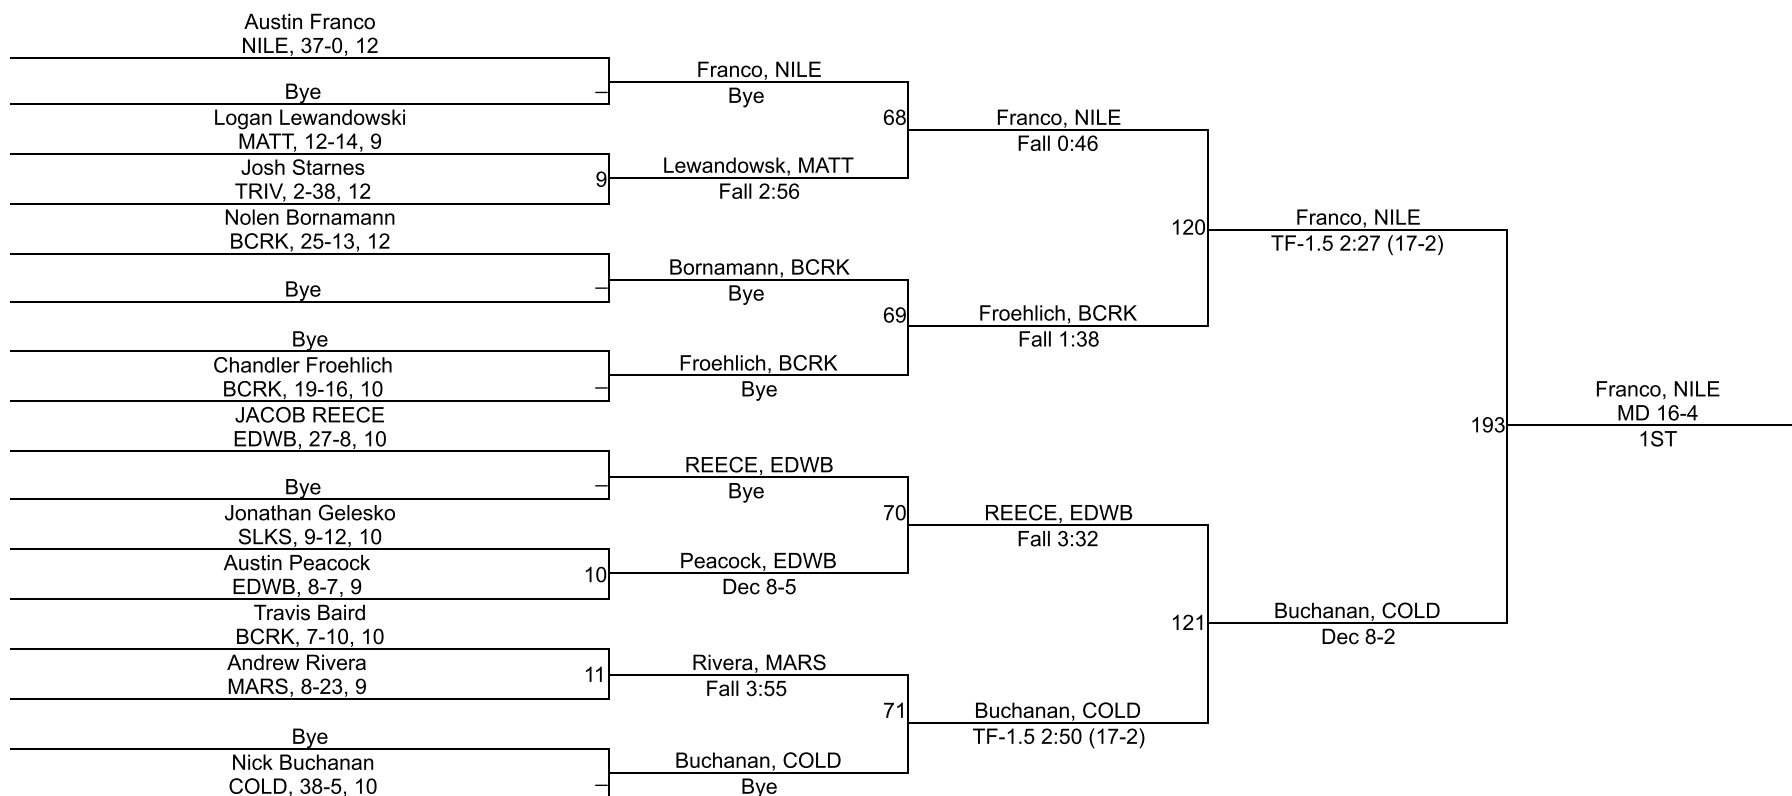 Austin Franco
NILE, 37-0, 12
Bye
Logan Lewandowski
MATT, 12-14, 9
Josh Starnes
TRIV, 2-38, 12
Nolen Bornamann
BCRK, 25-13, 12
Bye
Bye
Chandler Froehlich
BCRK, 19-16, 10
JACOB REECE
EDWB, 27-8, 10
Bye
Jonathan Gelesko
SLKS, 9-12, 10
Austin Peacock
EDWB, 8-7, 9
Travis Baird
BCRK, 7-10, 10
Andrew Rivera
MARS, 8-23, 9
Bye
Nick Buchanan
COLD, 38-5, 10
–
9
–
–
–
10
11
–
Franco, NILE
Bye
Lewandowsk, MATT
Fall 2:56
Bornamann, BCRK
Bye
Froehlich, BCRK
Bye
REECE, EDWB
Bye
Peacock, EDWB
Dec 8-5
Rivera, MARS
Fall 3:55
Buchanan, COLD
Bye
68
69
70
71
Franco, NILE
Fall 0:46
Froehlich, BCRK
Fall 1:38
REECE, EDWB
Fall 3:32
Buchanan, COLD
TF-1.5 2:50 (17-2)
120
121
Franco, NILE
TF-1.5 2:27 (17-2)
Buchanan, COLD
Dec 8-2
193
Franco, NILE
MD 16-4
1ST